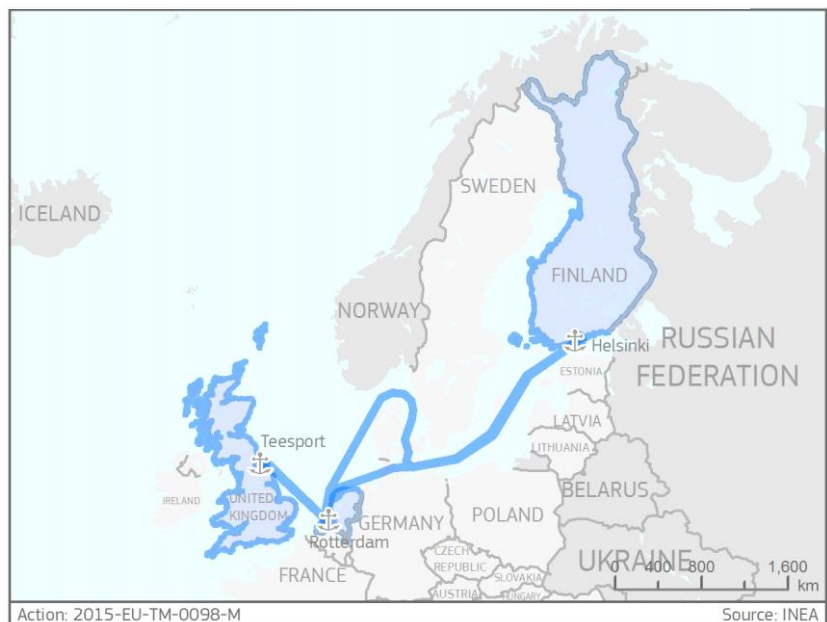 ICELAND
SWEDEN
FINLAND
NORWAY
Helsinki
RUSSIAN
FEDERATION
ESTONIA
LATVIA
LITHUANIA
Teesport
IRELAND
UNITED
KINGDOM
BELARUS
Rotterdam
GERMANY
POLAND
FRANCE
CZECH
REPUBLIC
UKRAINE
SLOVAKIA
AUSTRIA
HUNGARY
0 400 800 1,600
km
Action: 2015-EU-TM-0098-M
Source: INEA